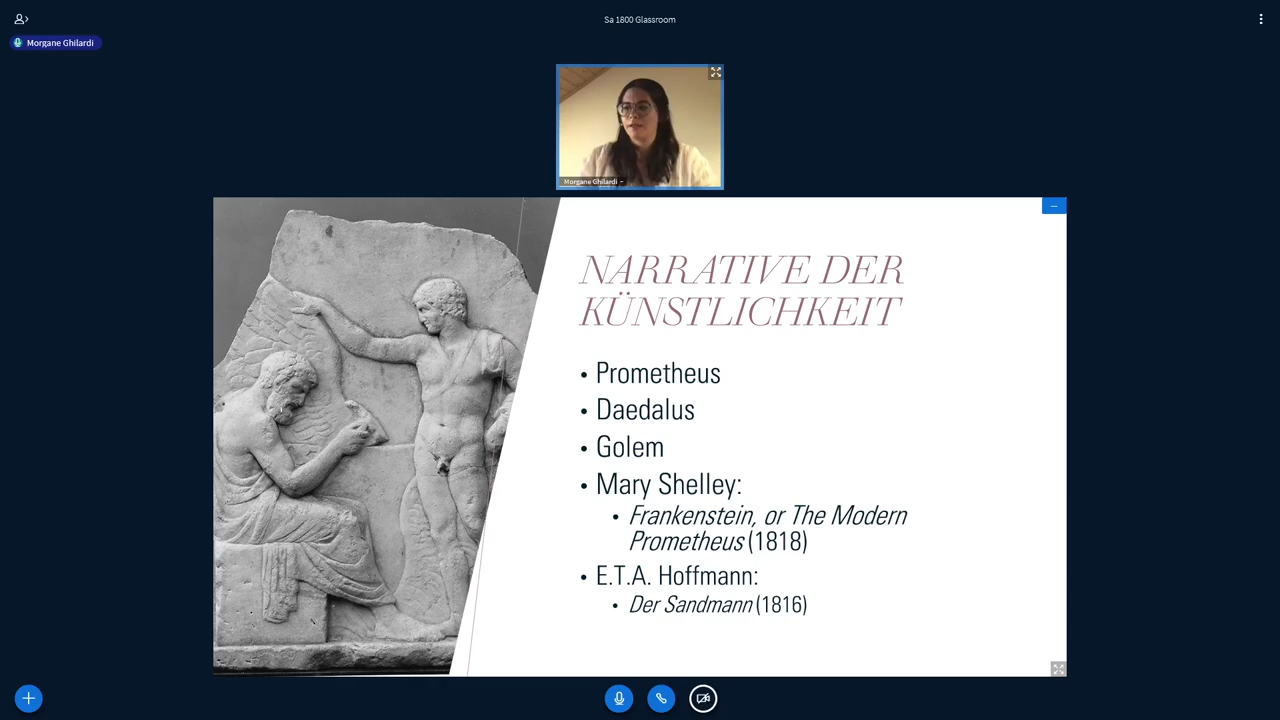 Sa 1800 Glassroom
Morgane Ghilardi
Morgane Ghilardi
NARRATIVE DER
KÜNSTLICHKEIT
• Prometheus
• Daedalus
• Golem
• Mary Shelley:
• Frankenstein, or The Modern
Prometheus (1818)
• E.T.A. Hoffmann:
• Der Sandmann (1816)